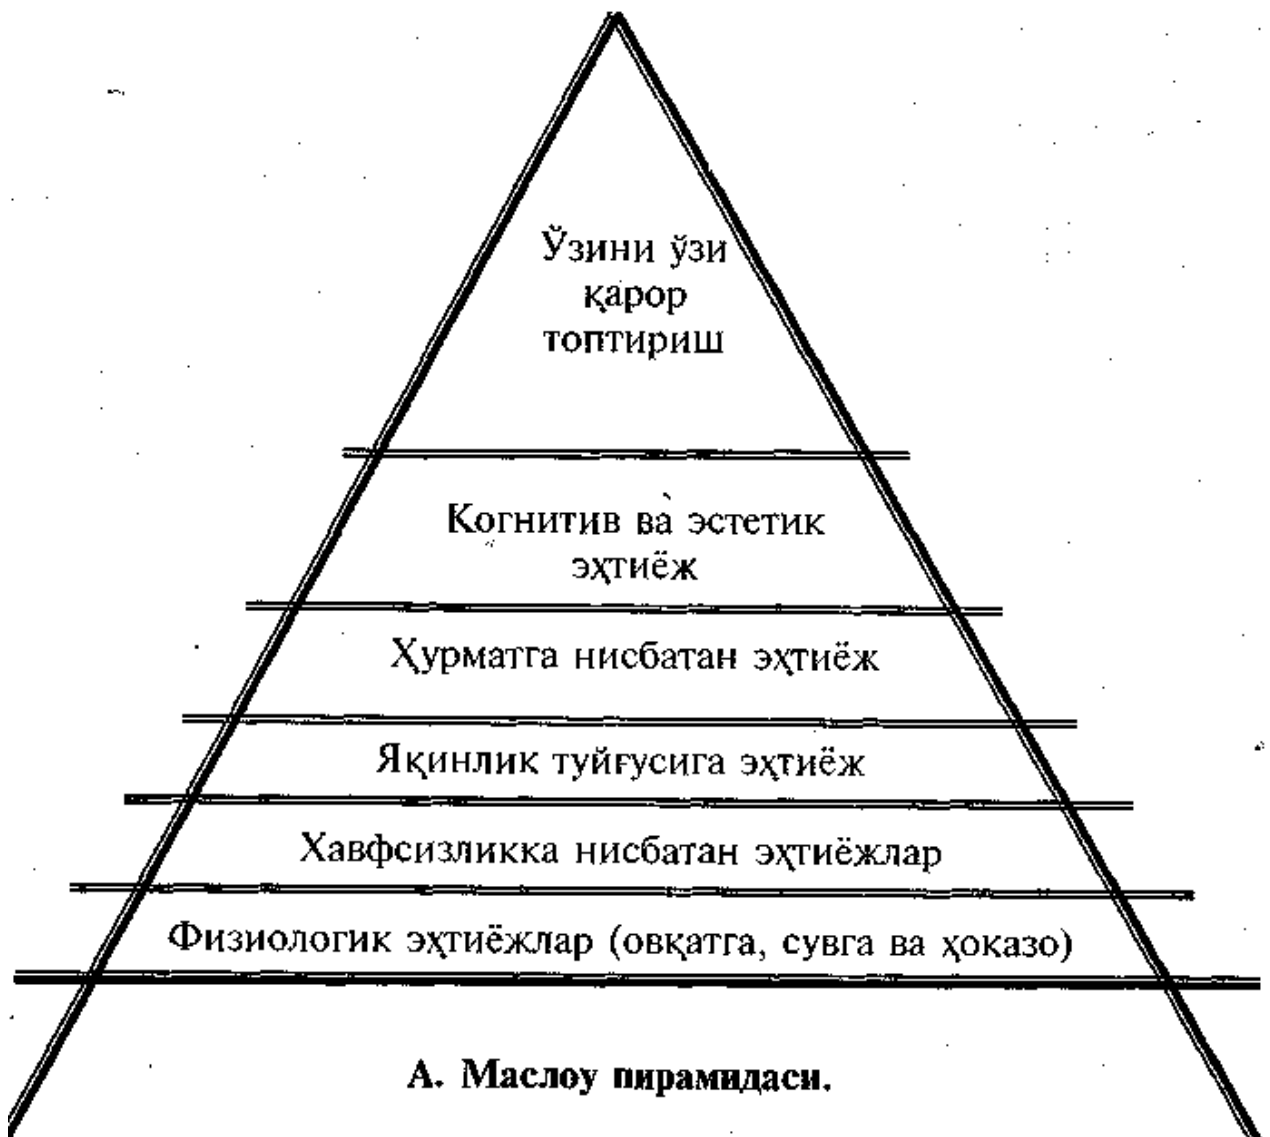 Ўзини ўзи
қарор
топтириш
Когнитив ва эстетик
эҳтиёж
Ҳурматга нисбатан эҳтиёж
Яқинлик туйғусига эҳтиёж
Хавфсизликка нисбатан эҳтиёжлар
Физиологик эҳтиёжлар (овқатга, сувга ва ҳоказо)
А. Маслоу пирамидаси.